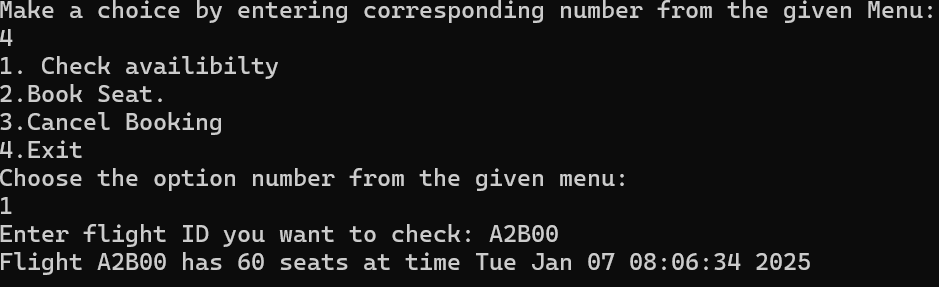 Make a choice by entering corresponding number from the given Menu:
4
1. Check availibilty
2.Book Seat.
3.Cancel Booking
4.Exit
Choose the option number from the given menu:
1
Enter flight ID you want to check: A2B00
Flight A2B00 has 60 seats at time Tue Jan 07 08:06:34 2025